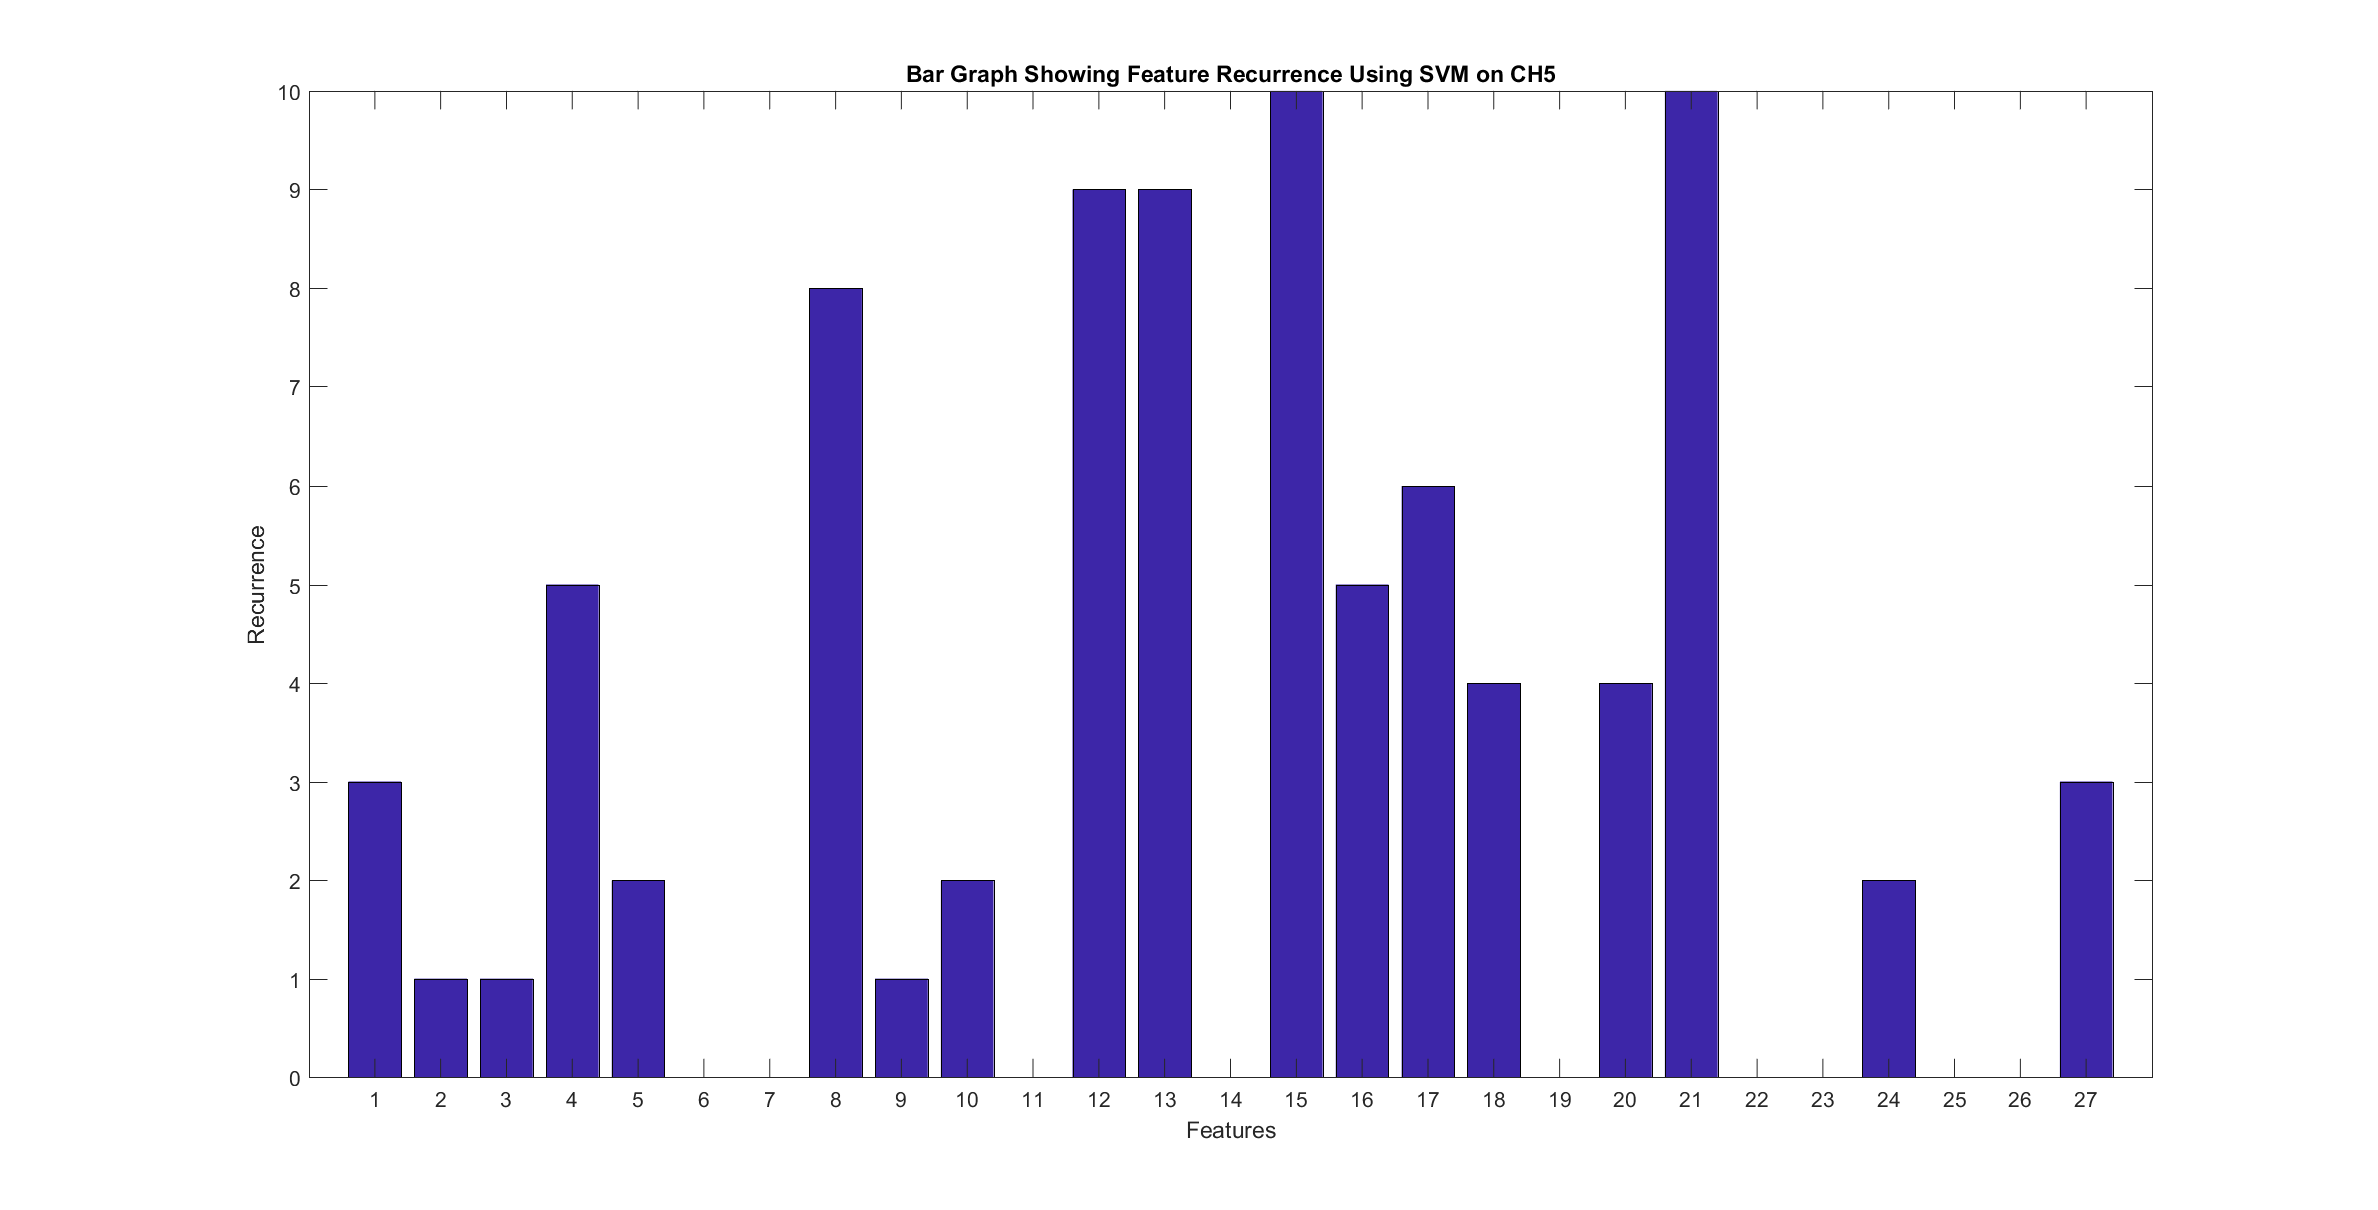 Bar Graph Showing Feature Recurrence Using SVM on CH5
10
9
8
7
6
5
4
3
2
1
0
Recurrence
1 2 3 4 5 6 7 8 9 10 11 12 13 14 15 16 17 18 19 20 21 22 23 24 25 26 27
Features